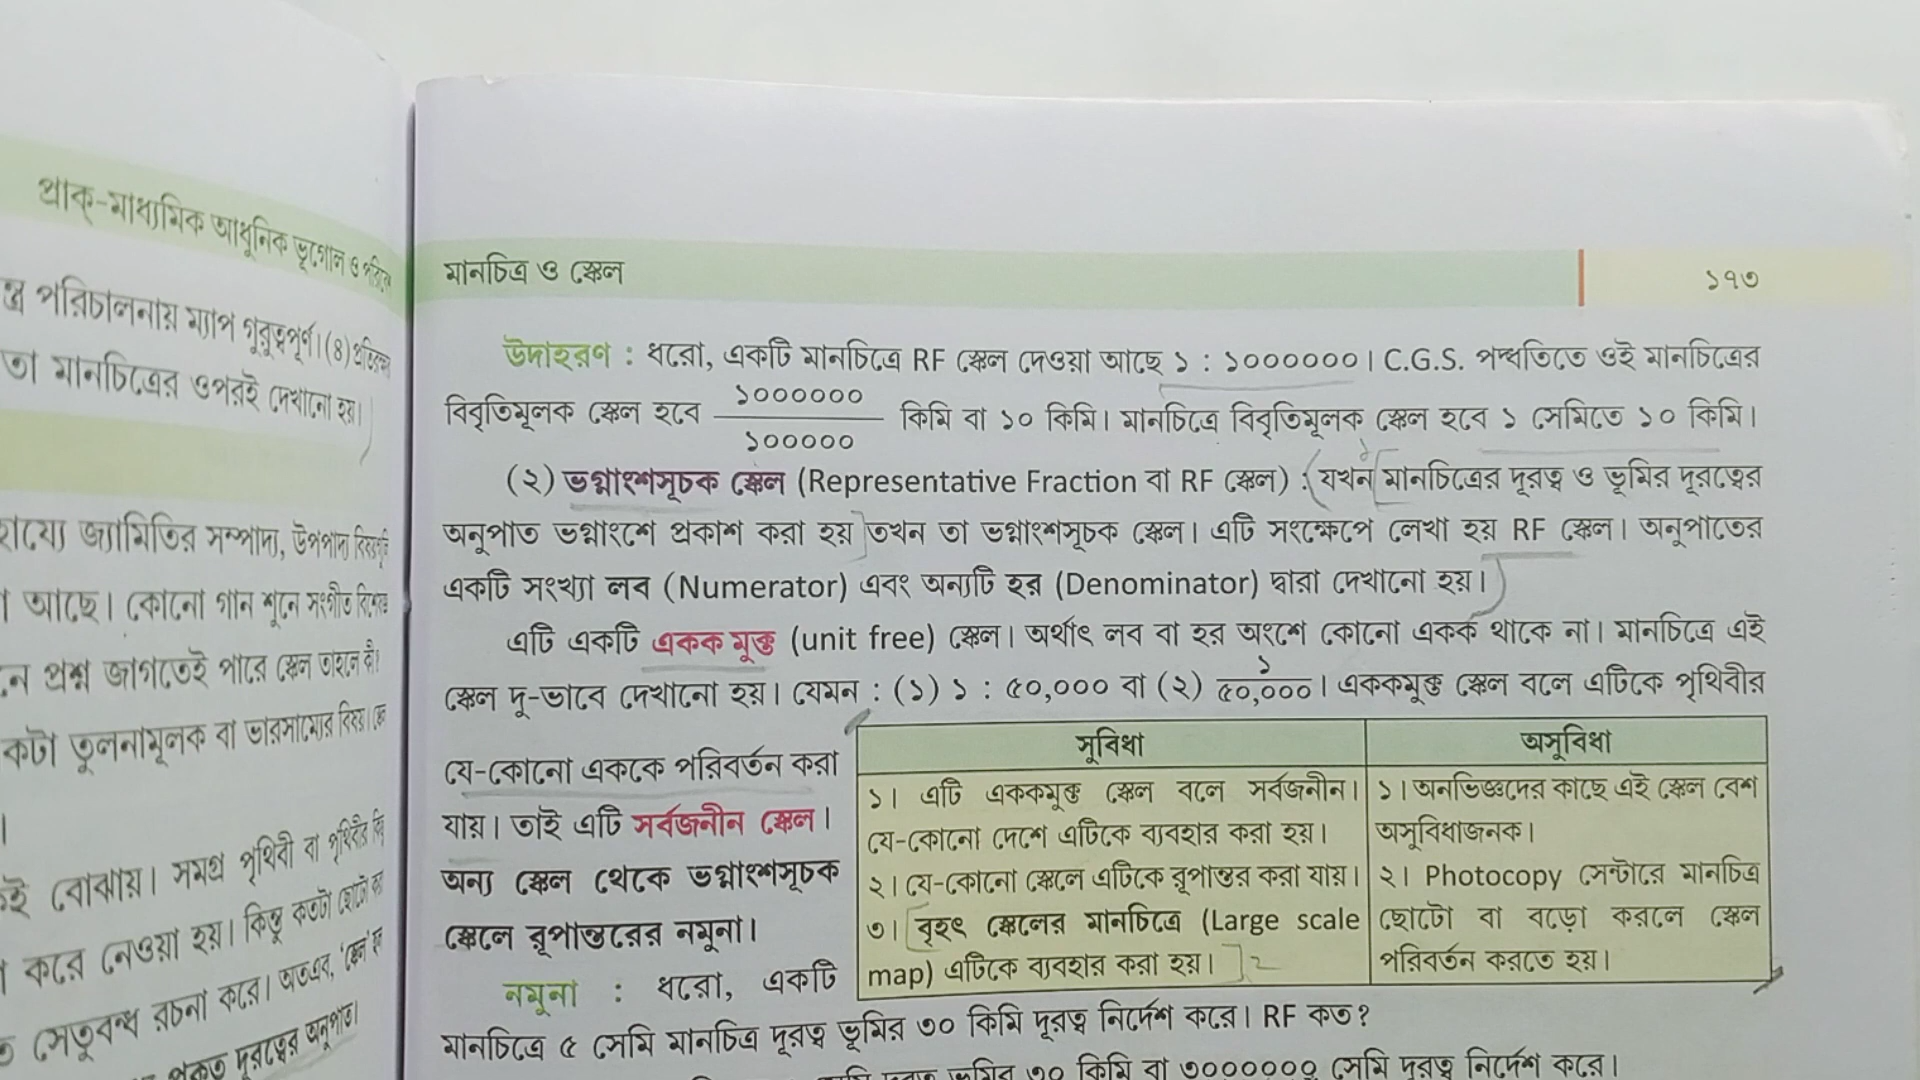 প্রাক্-মাধ্যমিক আধুনিক ভূগোল ও
পরিচালনায় ম্যাপ গুরুত্বপূর্ণ। (৪)
তা মানচিত্রের ওপরই দেখানো হয়।
জ্যামিতির সম্পাদ্য, উপপাদ্য
আছে। কোনো গান শুনে সংগীত
প্রশ্ন জাগতেই পারে স্কেল তাহলে কী?
কটা তুলনামূলক বা ভারসাম্যের বিষয়।
বোঝায়। সমগ্র পৃথিবী বা পৃথিবীর
করে নেওয়া হয়। কিন্তু কতটা ছোটো
সেতুবন্ধ রচনা করে। অতএব, 'স্কেল'
প্রকৃত দূরত্বের অনুপাত।
মানচিত্র ও স্কেল ১৭৩
উদাহরণ : ধরো, একটি মানচিত্রে RF স্কেল দেওয়া আছে ১ : ১০০০০০০। C.G.S. পদ্ধতিতে ওই মানচিত্রের
বিবৃতিমূলক স্কেল হবে ১০০০০০০/১০০০০০ কিমি বা ১০ কিমি। মানচিত্রে বিবৃতিমূলক স্কেল হবে ১ সেমিতে ১০ কিমি।
(২) ভগ্নাংশসূচক স্কেল (Representative Fraction বা RF স্কেল) : যখন মানচিত্রের দূরত্ব ও ভূমির দূরত্বের
অনুপাত ভগ্নাংশে প্রকাশ করা হয় তখন তা ভগ্নাংশসূচক স্কেল। এটি সংক্ষেপে লেখা হয় RF স্কেল। অনুপাতের
একটি সংখ্যা লব (Numerator) এবং অন্যটি হর (Denominator) দ্বারা দেখানো হয়।
এটি একটি একক মুক্ত (unit free) স্কেল। অর্থাৎ লব বা হর অংশে কোনো একক থাকে না। মানচিত্রে এই
স্কেল দু-ভাবে দেখানো হয়। যেমন : (১) ১ : ৫০,০০০ বা (২) ১/৫০,০০০। এককমুক্ত স্কেল বলে এটিকে পৃথিবীর
যে-কোনো এককে পরিবর্তন করা
যায়। তাই এটি সর্বজনীন স্কেল।
অন্য স্কেল থেকে ভগ্নাংশসূচক
স্কেলে রূপান্তরের নমুনা।
নমুনা : ধরো, একটি
সুবিধা
১। এটি এককমুক্ত স্কেল বলে সর্বজনীন।
যে-কোনো দেশে এটিকে ব্যবহার করা হয়।
২। যে-কোনো স্কেলে এটিকে রূপান্তর করা যায়।
৩। বৃহৎ স্কেলের মানচিত্রে (Large scale
map) এটিকে ব্যবহার করা হয়।
অসুবিধা
১। অনভিজ্ঞদের কাছে এই স্কেল বেশ
অসুবিধাজনক।
২। Photocopy সেন্টারে মানচিত্র
ছোটো বা বড়ো করলে স্কেল
পরিবর্তন করতে হয়।
মানচিত্রে ৫ সেমি মানচিত্র দূরত্ব ভূমির ৩০ কিমি দূরত্ব নির্দেশ করে। RF কত?
ভূমির ৩০ কিমি বা ৩০০০০০০ সেমি দূরত্ব নির্দেশ করে।